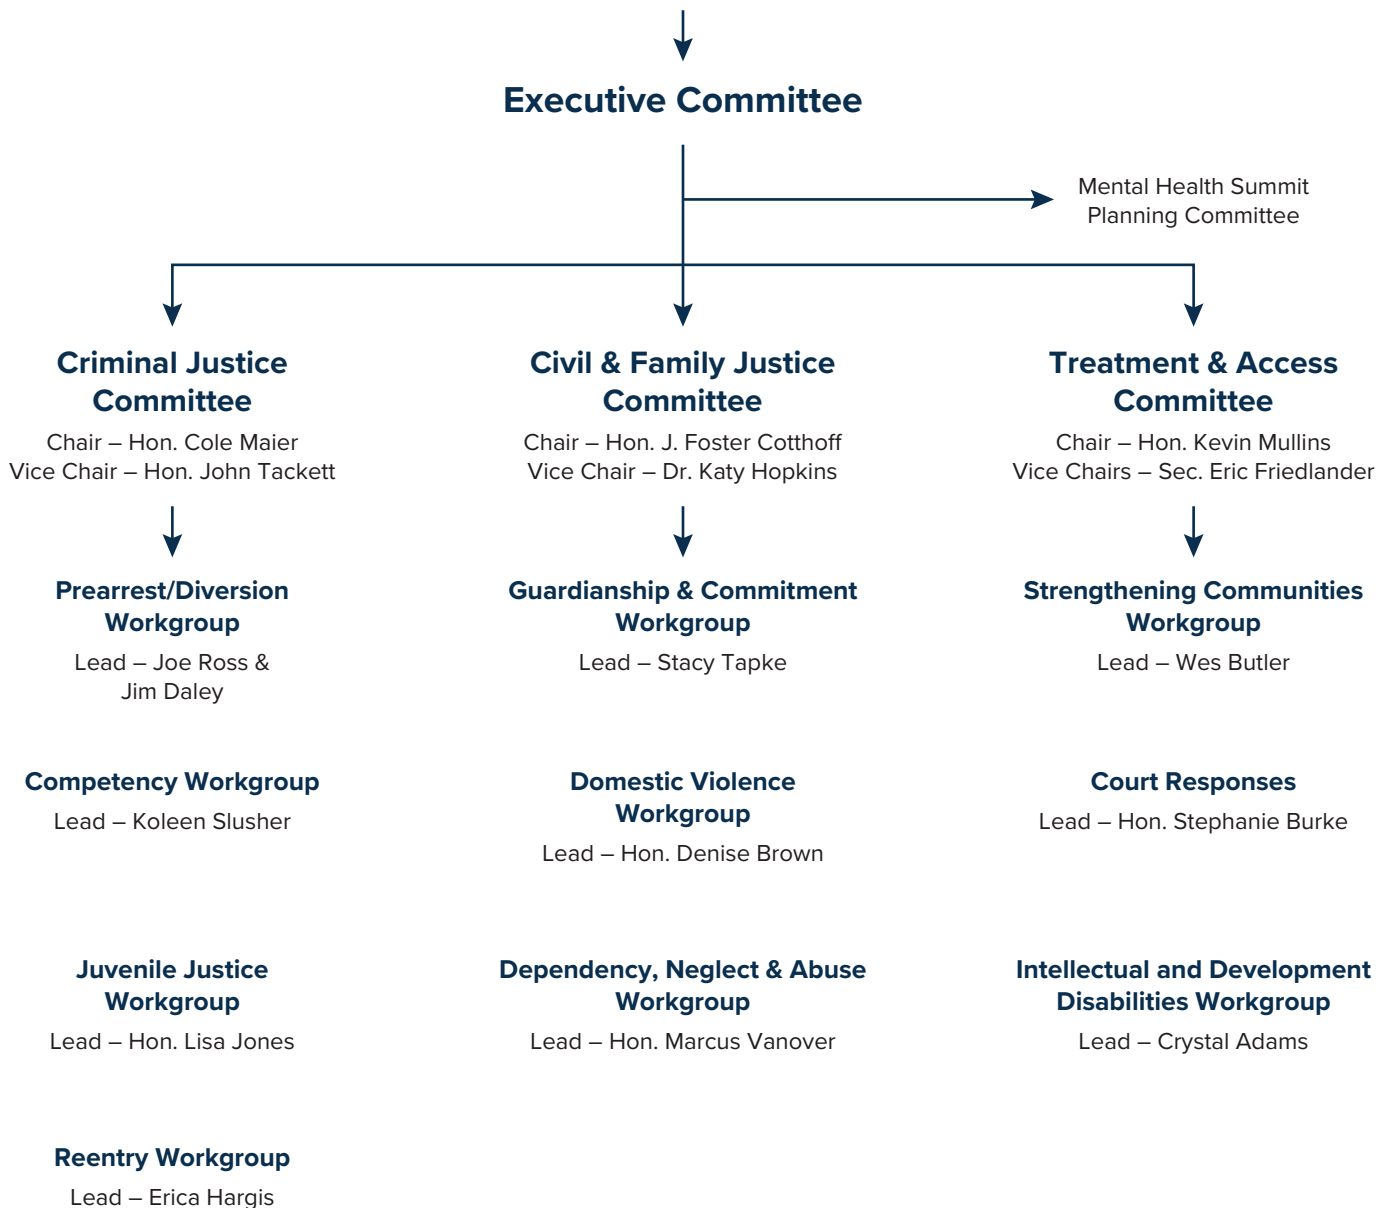 Executive Committee
Mental Health Summit
Planning Committee
Criminal Justice
Committee
Chair – Hon. Cole Maier
Vice Chair – Hon. John Tackett
Civil & Family Justice
Committee
Chair – Hon. J. Foster Cotthoff
Vice Chair – Dr. Katy Hopkins
Treatment & Access
Committee
Chair – Hon. Kevin Mullins
Vice Chairs – Sec. Eric Friedlander
Prearrest/Diversion
Workgroup
Lead – Joe Ross &
Jim Daley
Guardianship & Commitment
Workgroup
Lead – Stacy Tapke
Strengthening Communities
Workgroup
Lead – Wes Butler
Competency Workgroup
Lead – Koleen Slusher
Domestic Violence
Workgroup
Lead – Hon. Denise Brown
Court Responses
Lead – Hon. Stephanie Burke
Juvenile Justice
Workgroup
Lead – Hon. Lisa Jones
Dependency, Neglect & Abuse
Workgroup
Lead – Hon. Marcus Vanover
Intellectual and Development
Disabilities Workgroup
Lead – Crystal Adams
Reentry Workgroup
Lead – Erica Hargis